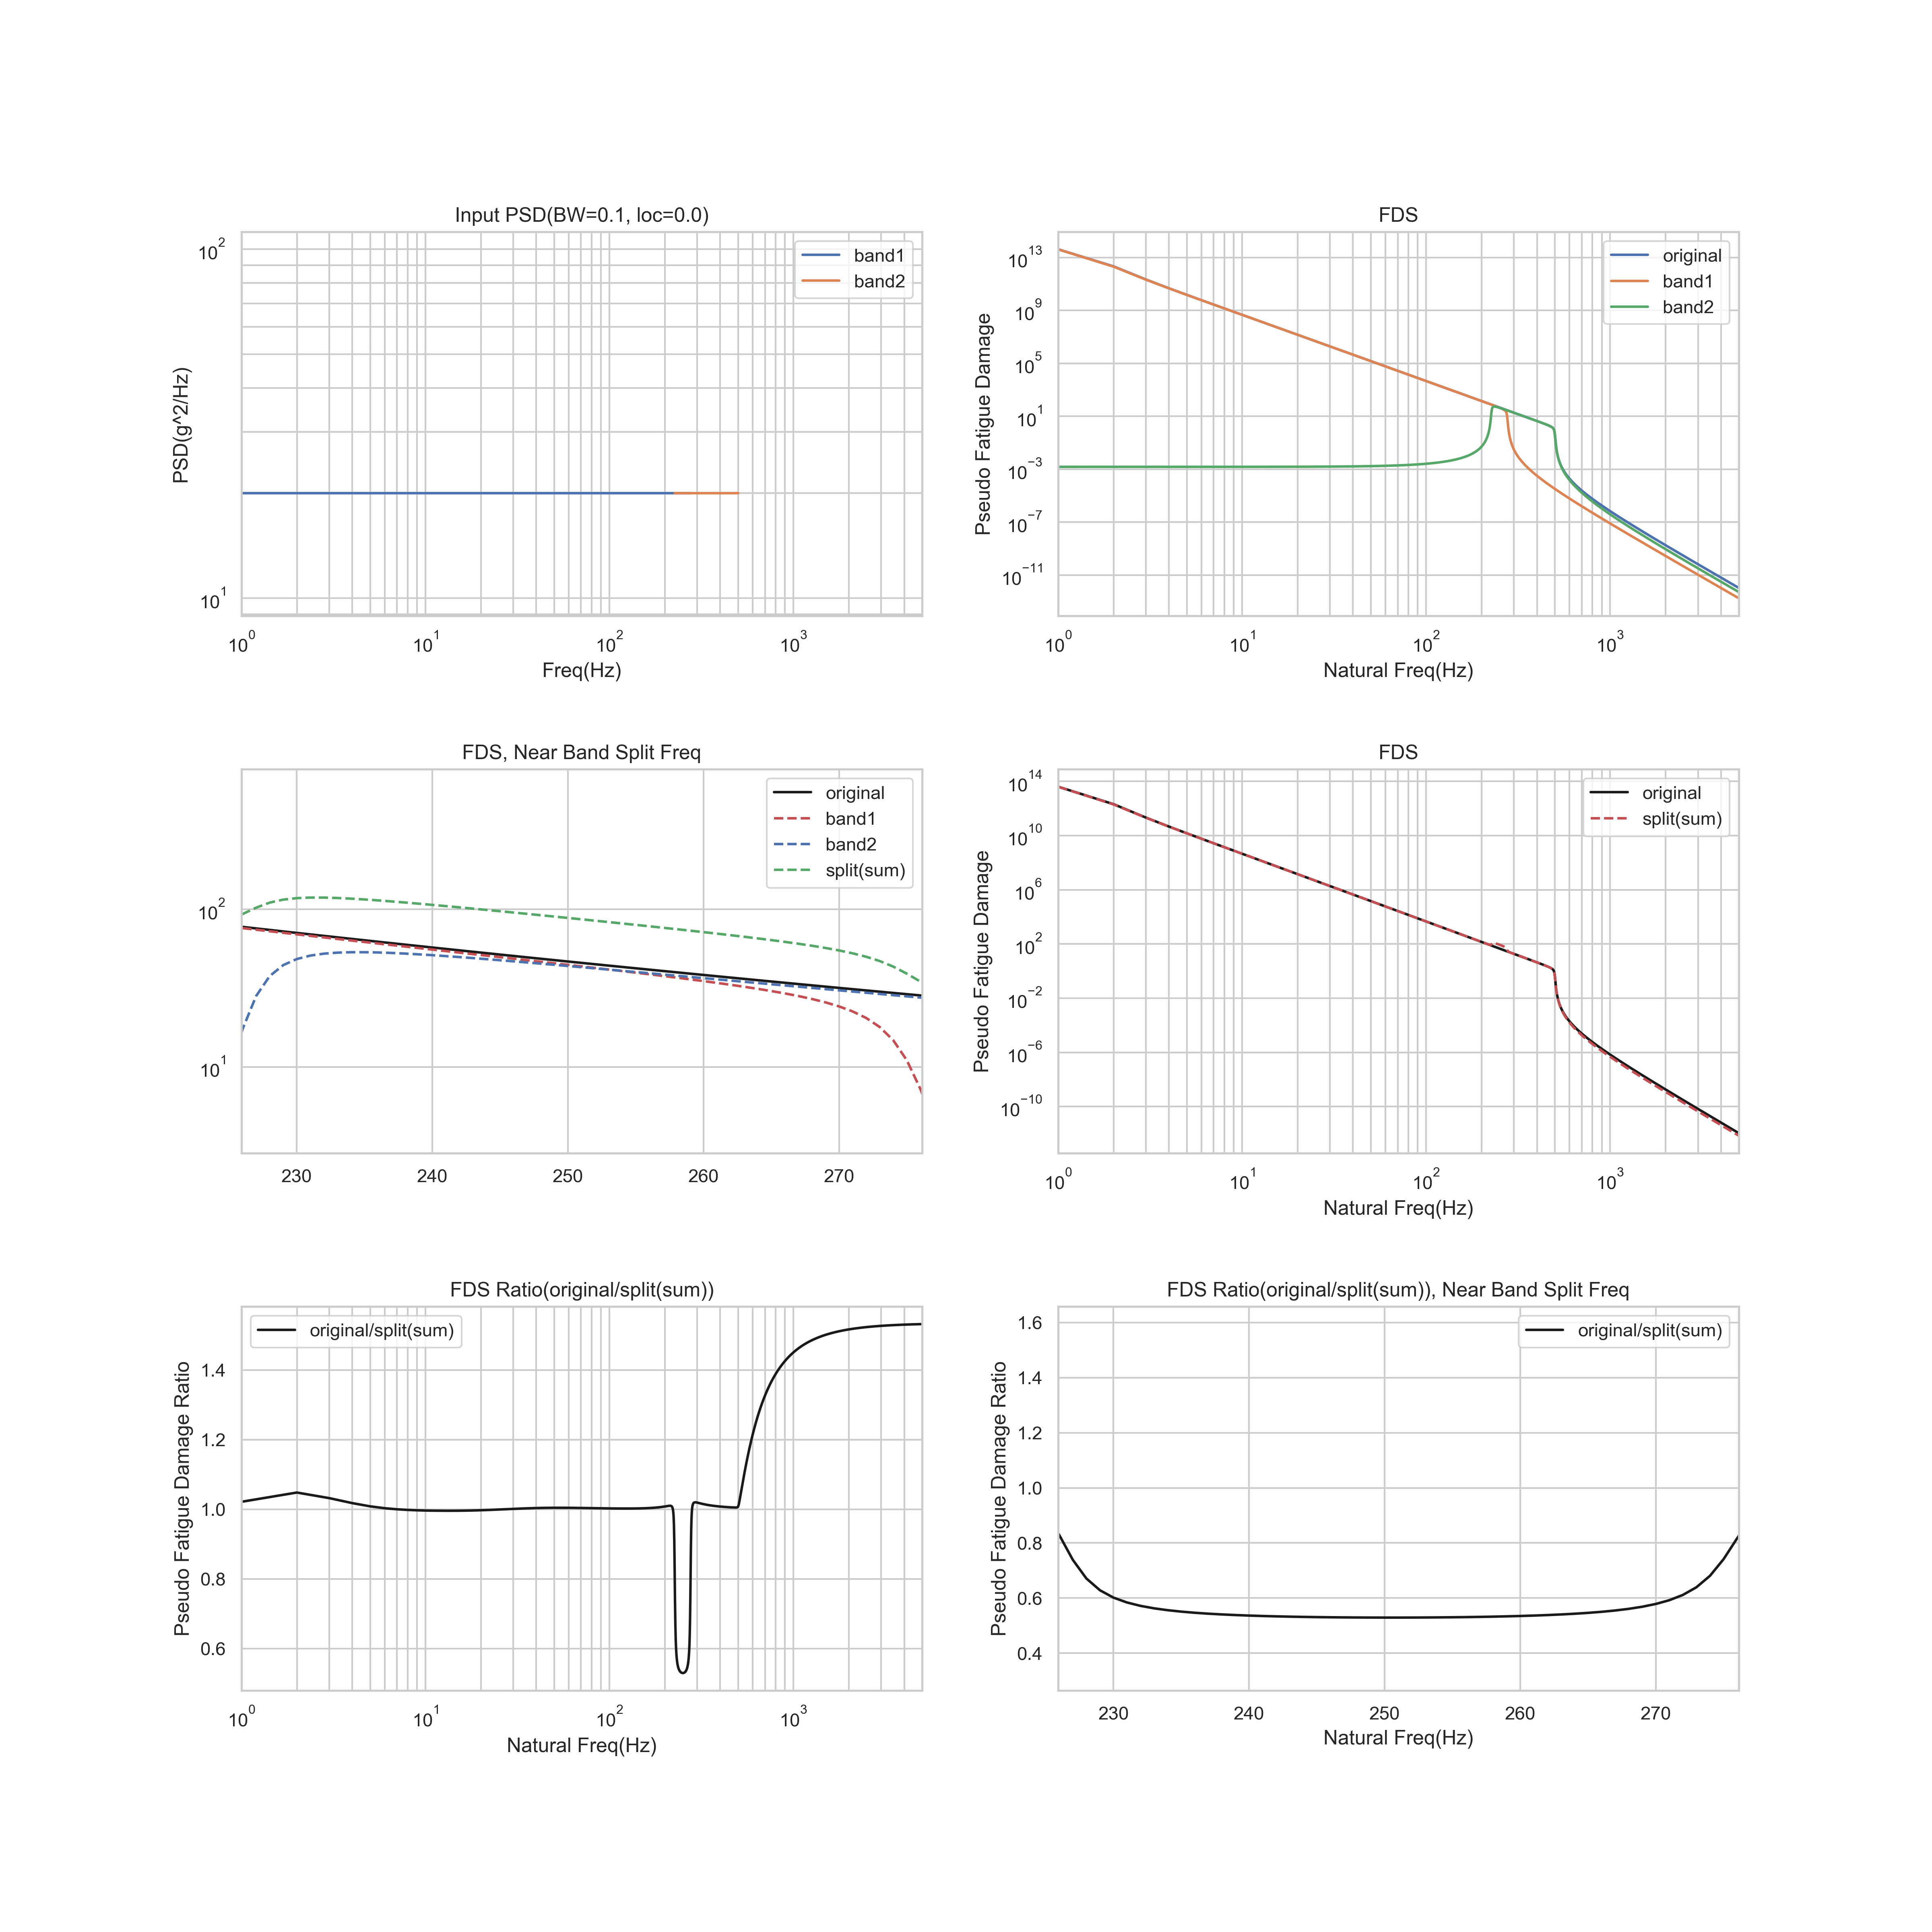 Input PSD(BW=0.1, loc=0.0)
PSD(g^2/Hz)
10^2
10^1
band1
band2
10^0 10^1 10^2 10^3
Freq(Hz)
FDS
Pseudo Fatigue Damage
10^13
10^9
10^5
10^1
10^−3
10^−7
10^−11
original
band1
band2
10^0 10^1 10^2 10^3
Natural Freq(Hz)
FDS, Near Band Split Freq
10^2
10^1
original
band1
band2
split(sum)
230 240 250 260 270
FDS
Pseudo Fatigue Damage
10^14
10^10
10^6
10^2
10^−2
10^−6
10^−10
original
split(sum)
10^0 10^1 10^2 10^3
Natural Freq(Hz)
FDS Ratio(original/split(sum))
Pseudo Fatigue Damage Ratio
original/split(sum)
1.4
1.2
1.0
0.8
0.6
10^0 10^1 10^2 10^3
Natural Freq(Hz)
FDS Ratio(original/split(sum)), Near Band Split Freq
Pseudo Fatigue Damage Ratio
original/split(sum)
1.6
1.4
1.2
1.0
0.8
0.6
0.4
230 240 250 260 270
Natural Freq(Hz)